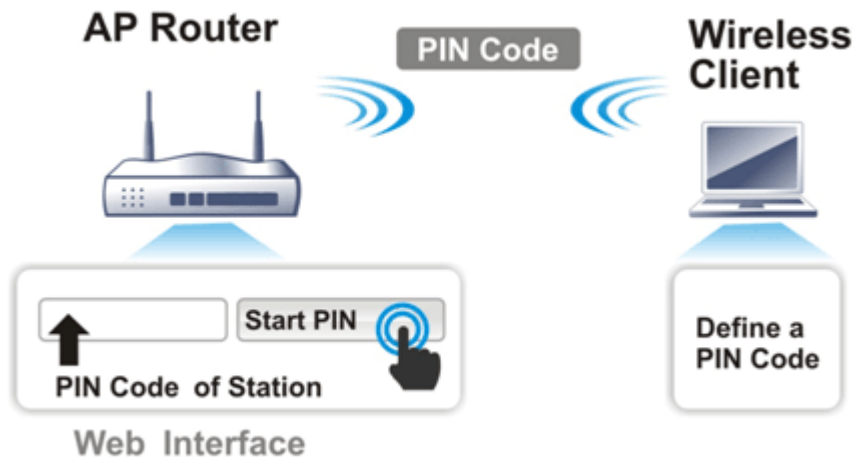 AP Router
PIN Code
Wireless
Client
Start PIN
PIN Code of Station
Web Interface
Define a
PIN Code